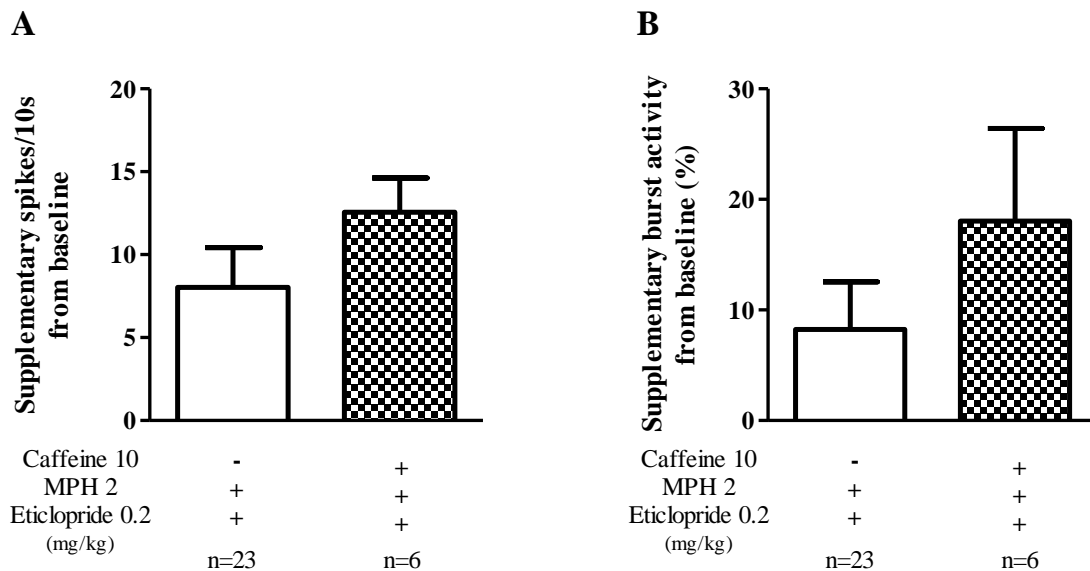 A
Supplementary spikes/10s
from baseline
20
15
10
5
0
Caffeine 10 - +
MPH 2 + +
Eticlopride 0.2 + +
(mg/kg)
n=23 n=6
B
Supplementary burst activity
from baseline (%)
30
20
10
0
Caffeine 10 - +
MPH 2 + +
Eticlopride 0.2 + +
(mg/kg)
n=23 n=6